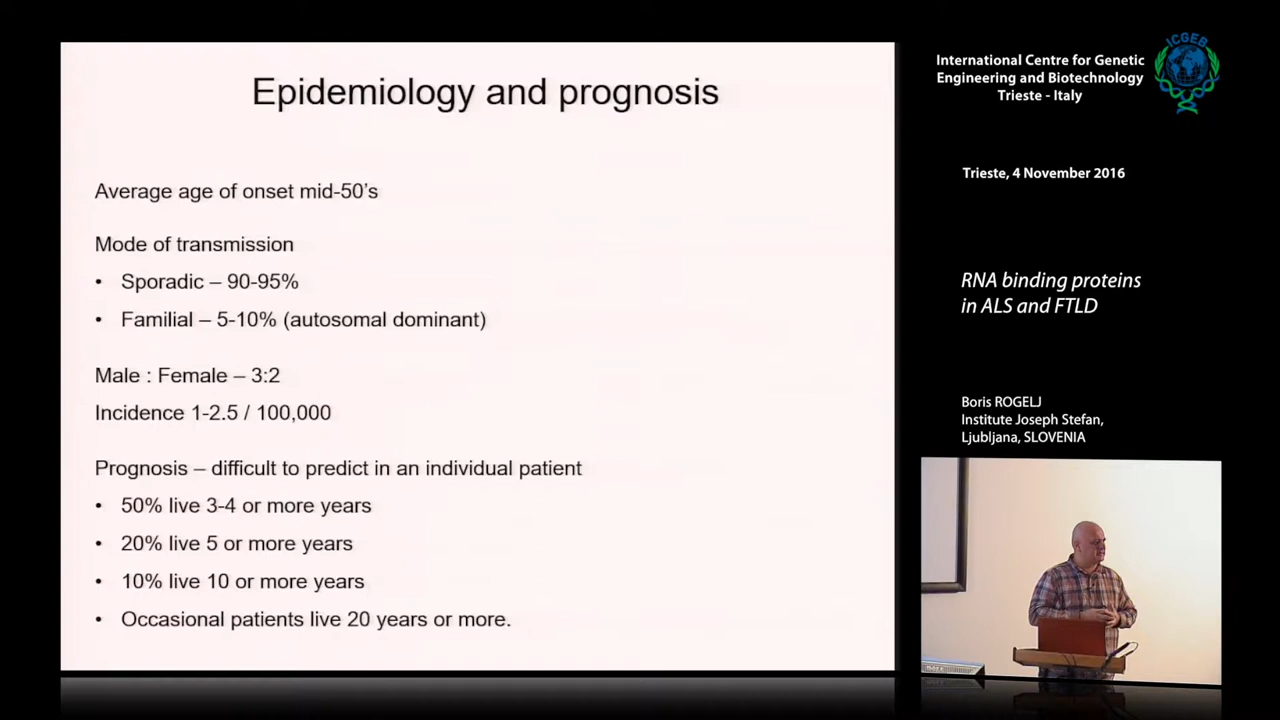 Epidemiology and prognosis
Average age of onset mid-50’s
Mode of transmission
• Sporadic – 90-95%
• Familial – 5-10% (autosomal dominant)
Male : Female – 3:2
Incidence 1-2.5 / 100,000
Prognosis – difficult to predict in an individual patient
• 50% live 3-4 or more years
• 20% live 5 or more years
• 10% live 10 or more years
• Occasional patients live 20 years or more.
International Centre for Genetic
Engineering and Biotechnology
Trieste - Italy
ICGEB
Trieste, 4 November 2016
RNA binding proteins
in ALS and FTLD
Boris ROGELJ
Institute Joseph Stefan,
Ljubljana, SLOVENIA